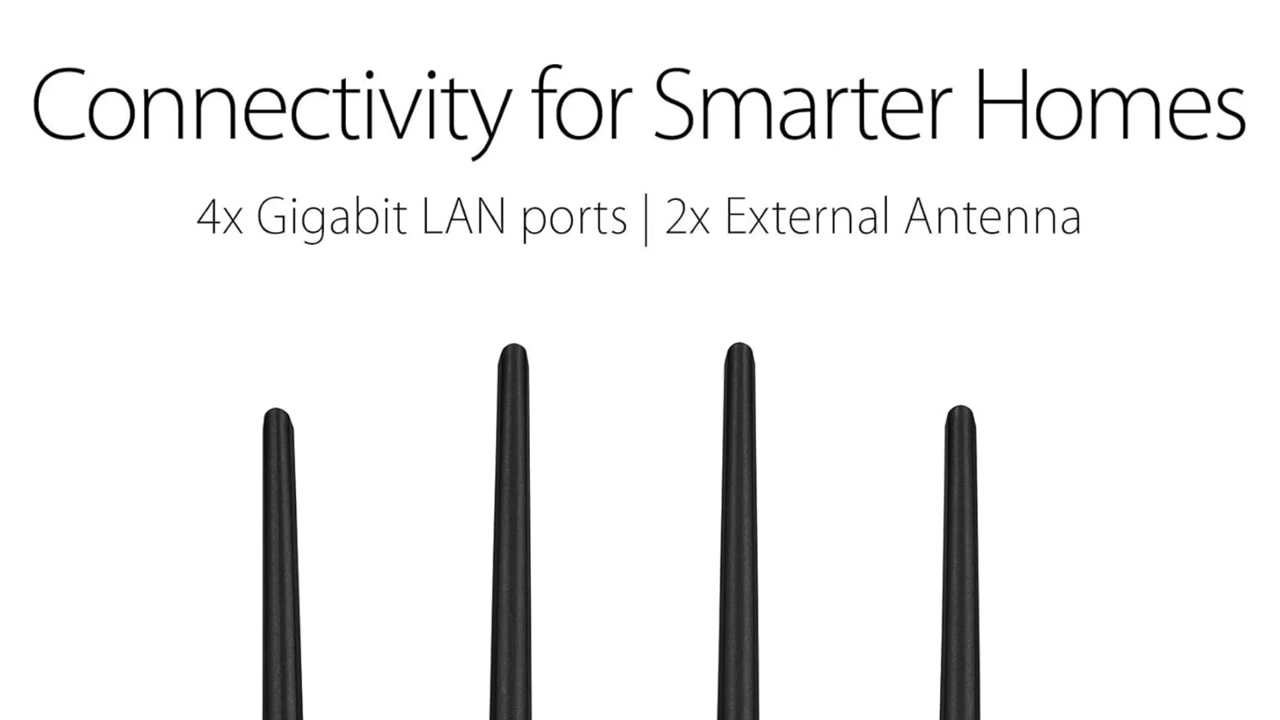 Connectivity for Smarter Homes
4x Gigabit LAN ports | 2x External Antenna